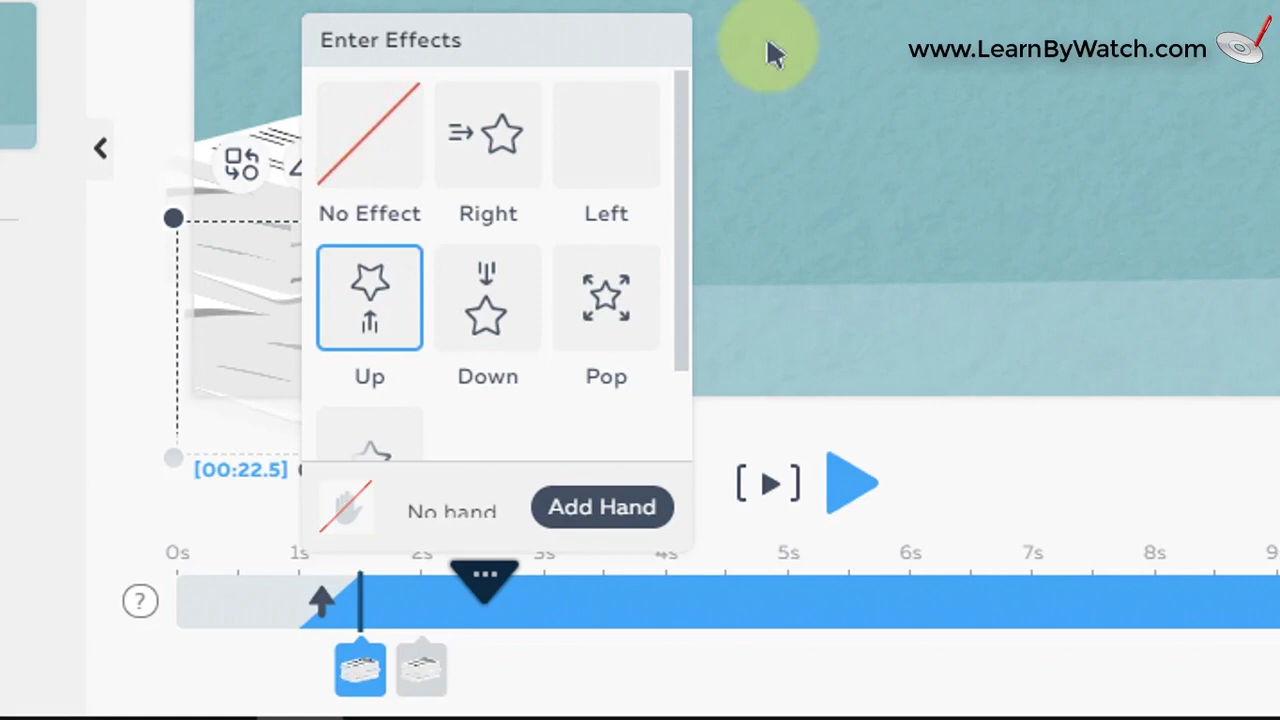 Enter Effects
www.LearnByWatch.com
No Effect
Right
Left
Up
Down
Pop
[00:22.5]
No hand
Add Hand
0s
1s
2s
3s
4s
5s
6s
7s
8s
?